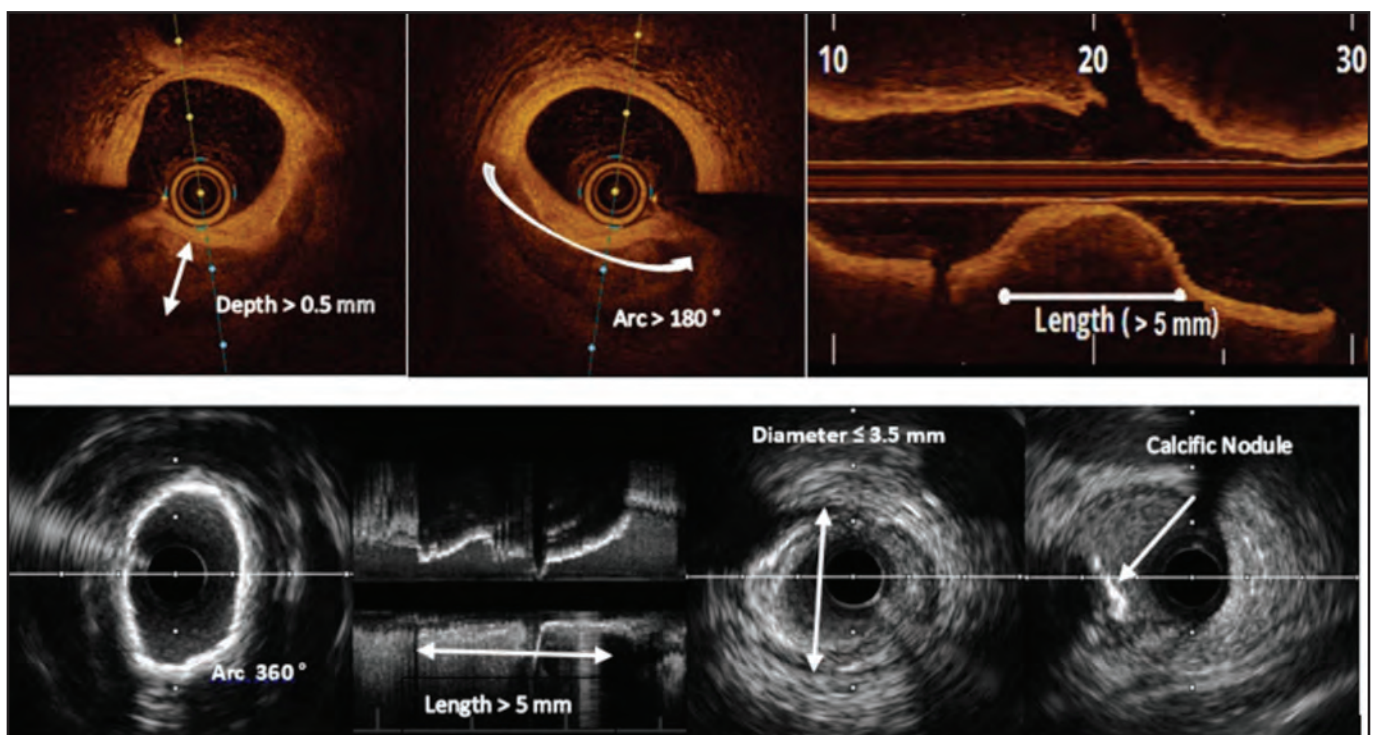 Depth > 0.5 mm
Arc > 180 °
10 20 30
Length ( > 5 mm)
Arc 360 °
Length > 5 mm
Diameter ≤ 3.5 mm
Calcific Nodule